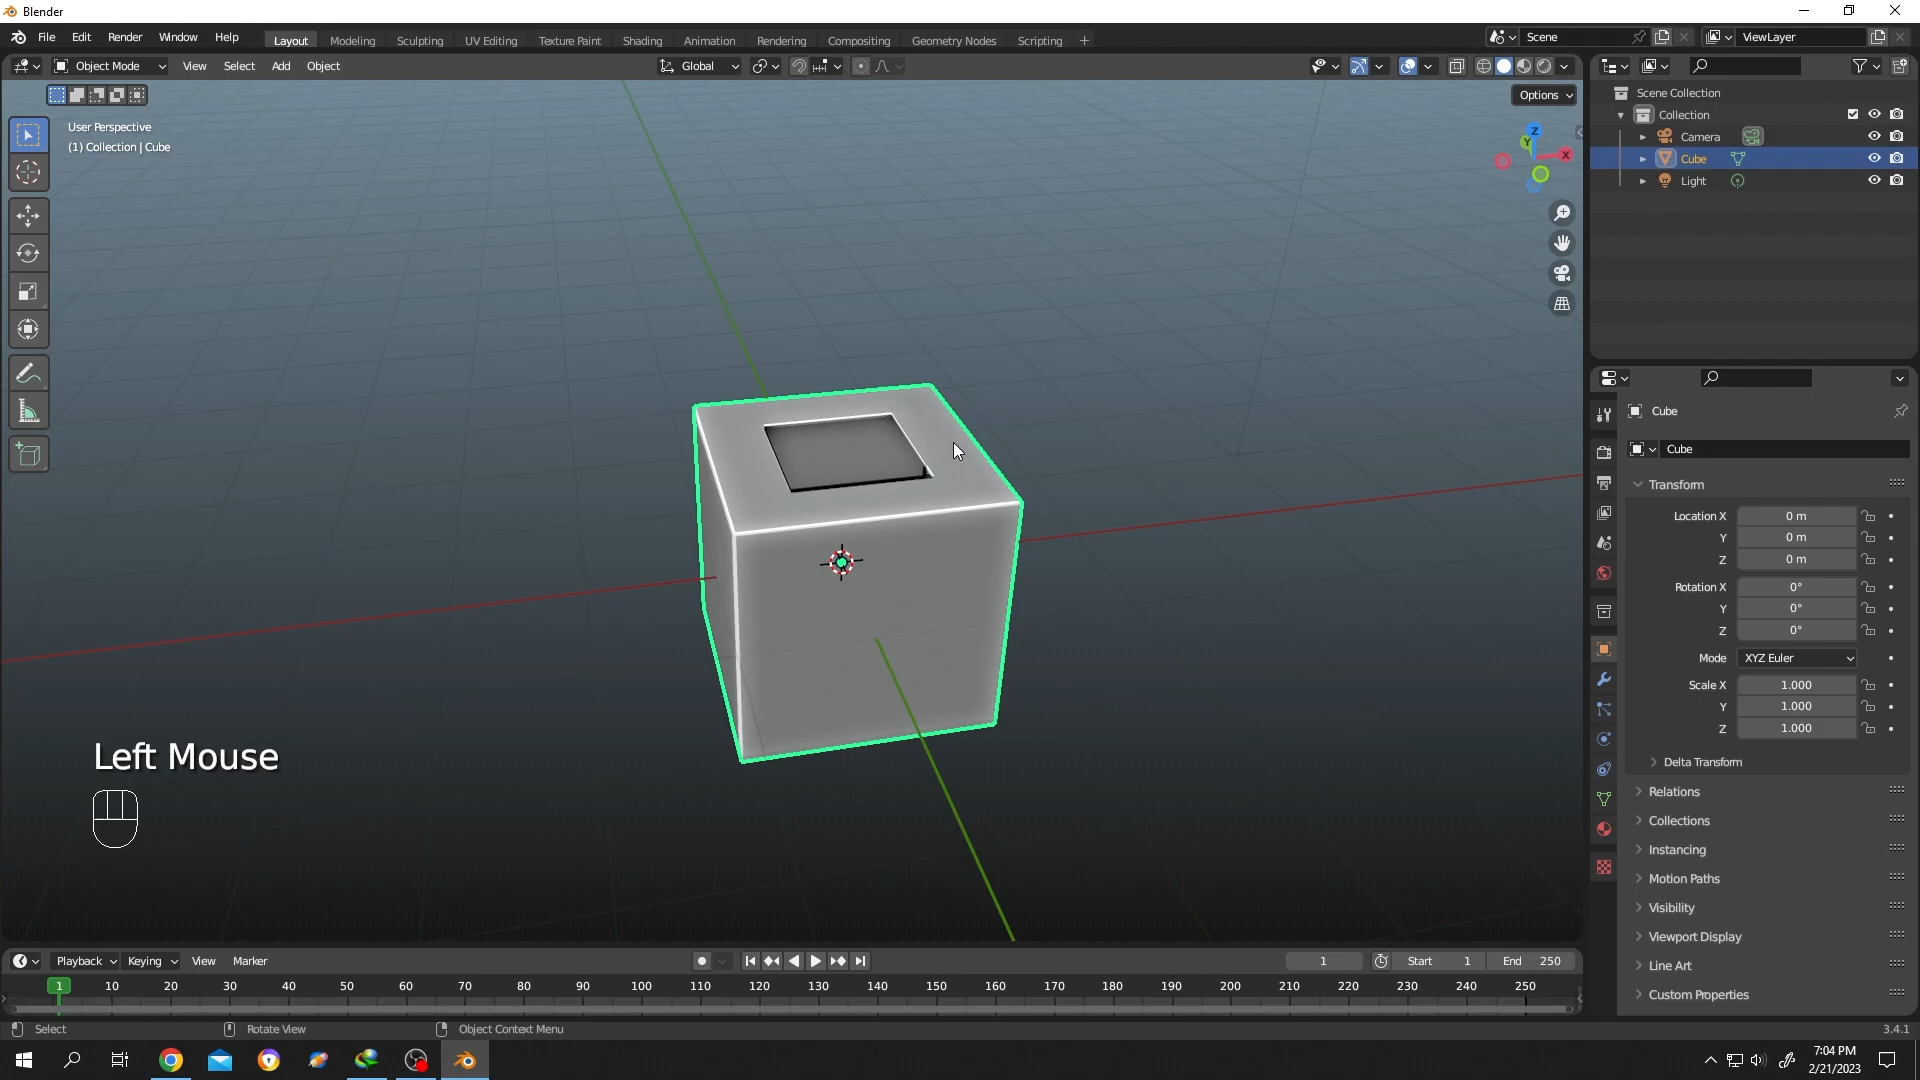 Blender
File Edit Render Window Help Layout Modeling Sculpting UV Editing Texture Paint Shading Animation Rendering Compositing Geometry Nodes Scripting + Scene ViewLayer
Object Mode View Select Add Object Global
Options
User Perspective
(1) Collection | Cube
Z
Y
X
Scene Collection
Collection
Camera
Cube
Light
Cube
Cube
Transform
Location X 0 m
Y 0 m
Z 0 m
Rotation X 0°
Y 0°
Z 0°
Mode XYZ Euler
Scale X 1.000
Y 1.000
Z 1.000
Delta Transform
Relations
Collections
Instancing
Motion Paths
Visibility
Viewport Display
Line Art
Custom Properties
Left Mouse
Playback Keying View Marker 1 Start 1 End 250
1 10 20 30 40 50 60 70 80 90 100 110 120 130 140 150 160 170 180 190 200 210 220 230 240 250
Select Rotate View Object Context Menu 3.4.1
7:04 PM
2/21/2023